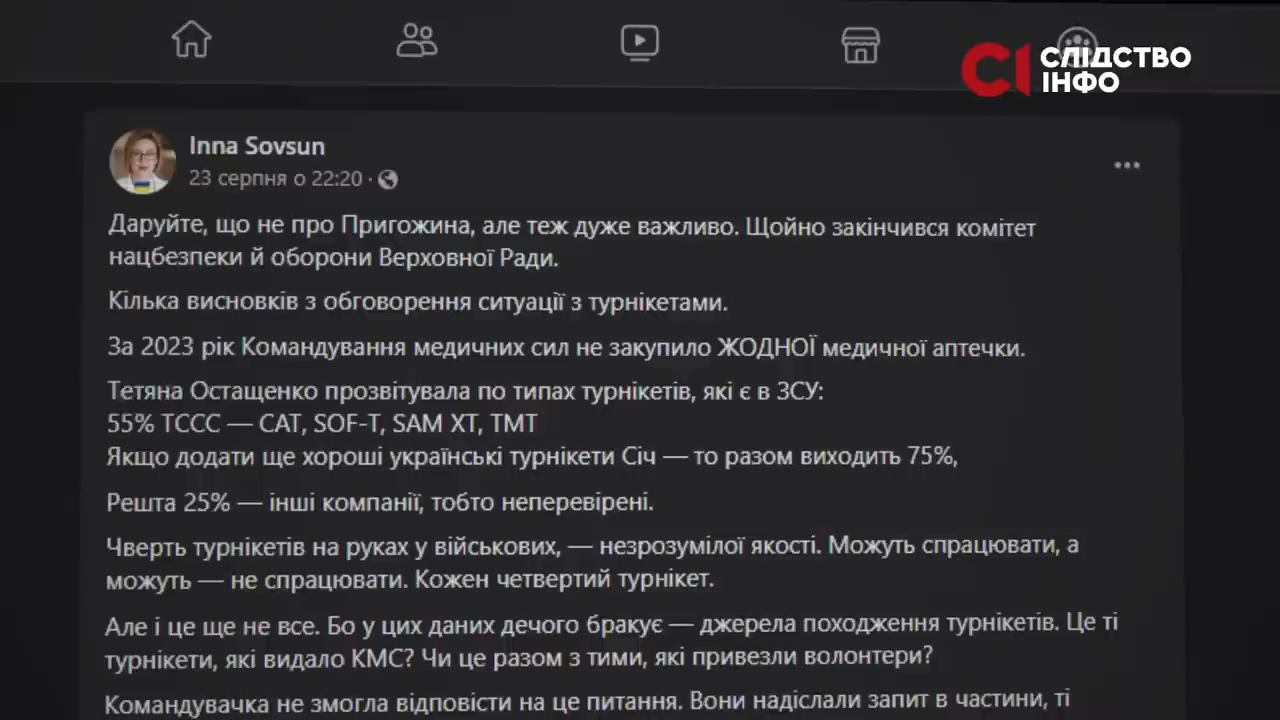 СЛІДСТВО
ІНФО
Inna Sovsun
23 серпня о 22:20 ·
Даруйте, що не про Пригожина, але теж дуже важливо. Щойно закінчився комітет
нацбезпеки й оборони Верховної Ради.
Кілька висновків з обговорення ситуації з турнікетами.
За 2023 рік Командування медичних сил не закупило ЖОДНОЇ медичної аптечки.
Тетяна Остащенко прозвітувала по типах турнікетів, які є в ЗСУ:
55% TCCC — CAT, SOF-T, SAM XT, TMT
Якщо додати ще хороші українські турнікети Січ — то разом виходить 75%,
Решта 25% — інші компанії, тобто неперевірені.
Чверть турнікетів на руках у військових, — незрозумілої якості. Можуть спрацювати, а
можуть — не спрацювати. Кожен четвертий турнікет.
Але і це ще не все. Бо у цих даних дечого бракує — джерела походження турнікетів. Це ті
турнікети, які видало КМС? Чи це разом з тими, які привезли волонтери?
Командувачка не змогла відповісти на це питання. Вони надіслали запит в частини, ті